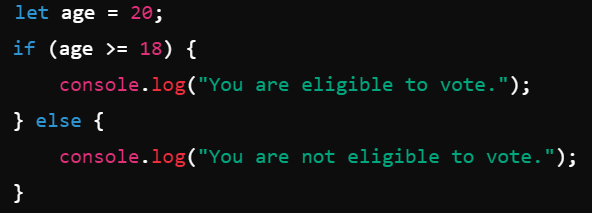 let age = 20;
if (age >= 18) {
    console.log("You are eligible to vote.");
} else {
    console.log("You are not eligible to vote.");
}